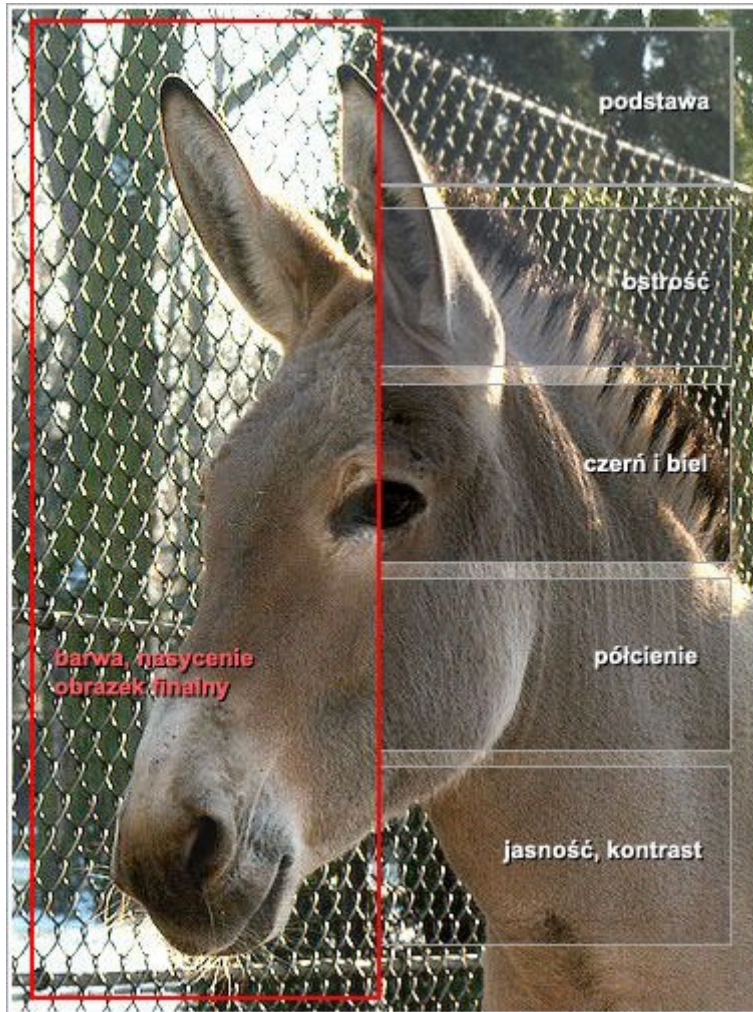 podstawa
ostrość
czerń i biel
półcienie
barwa, nasycenie
obrazek finalny
jasność, kontrast